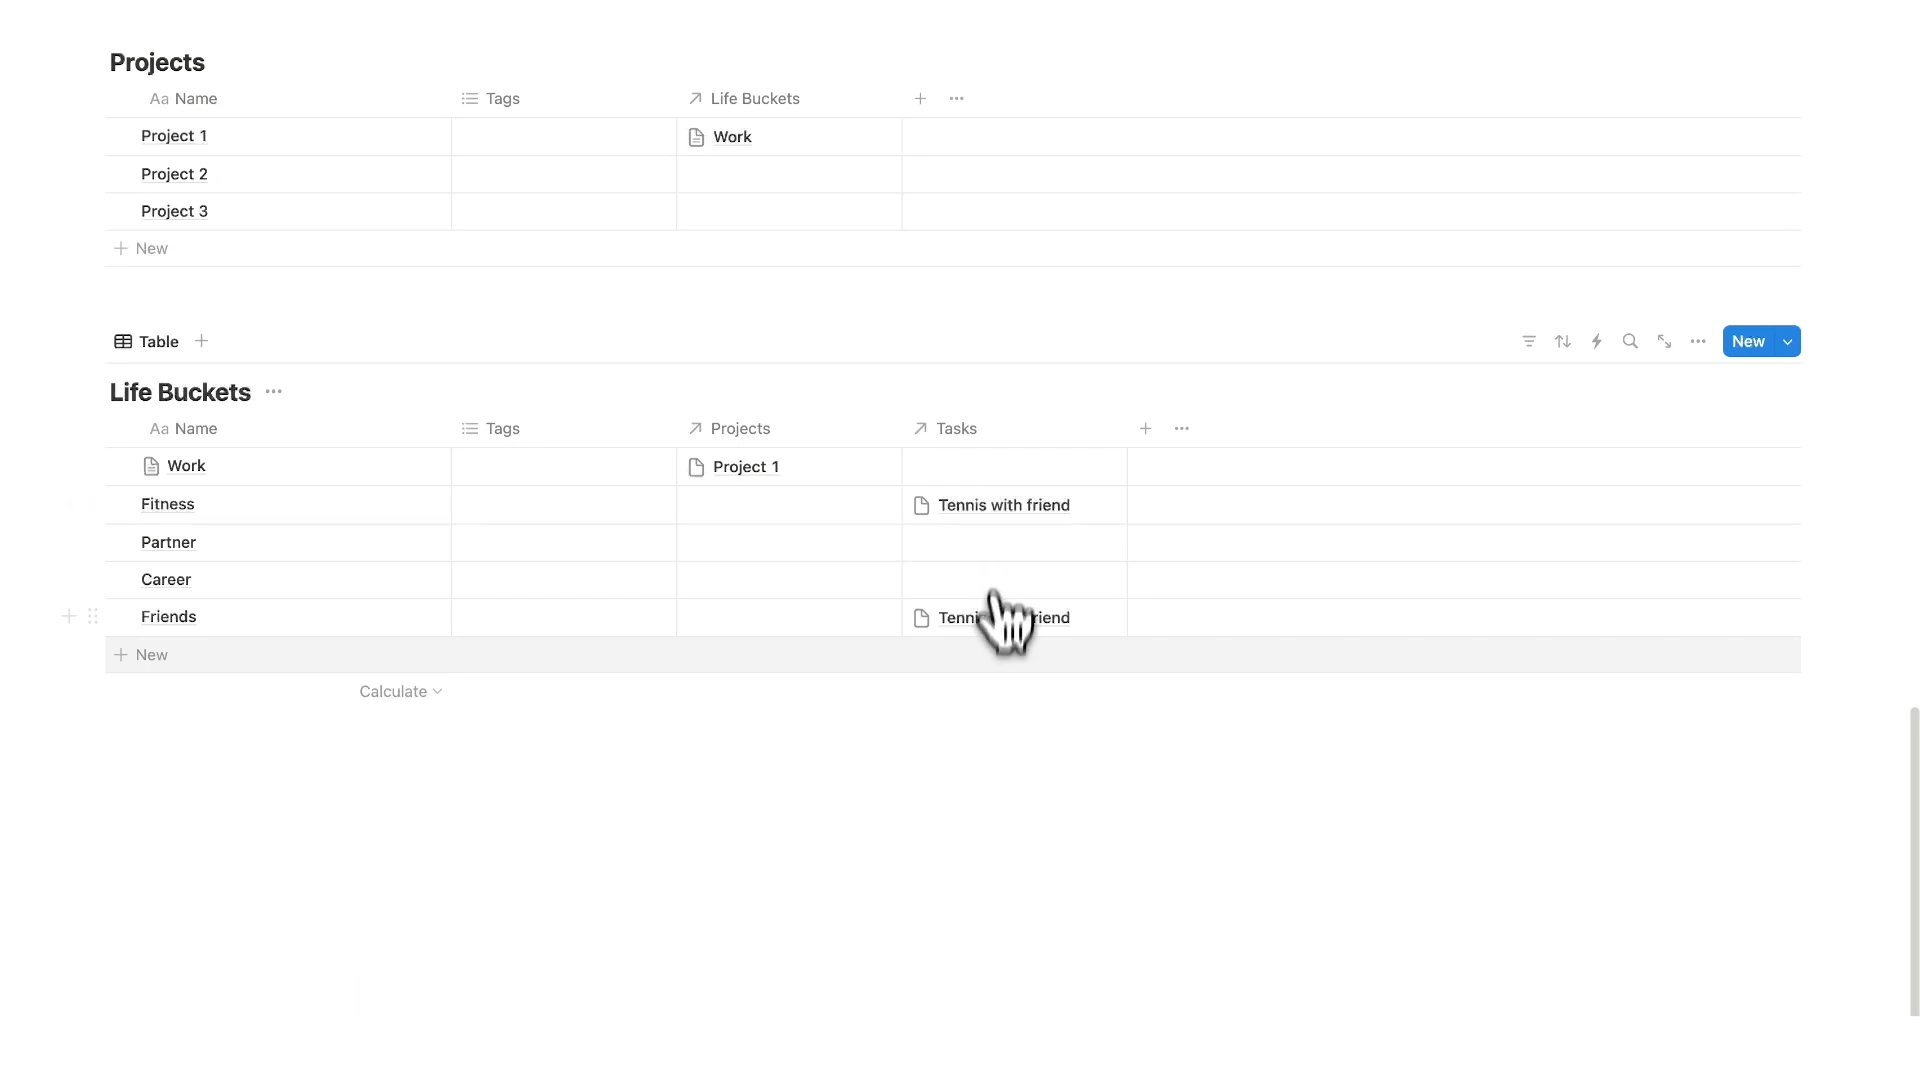 Projects
Aa Name Tags Life Buckets
Project 1 Work
Project 2
Project 3
New
Table New
Life Buckets
Aa Name Tags Projects Tasks
Work Project 1
Fitness Tennis with friend
Partner
Career
Friends
New
Calculate